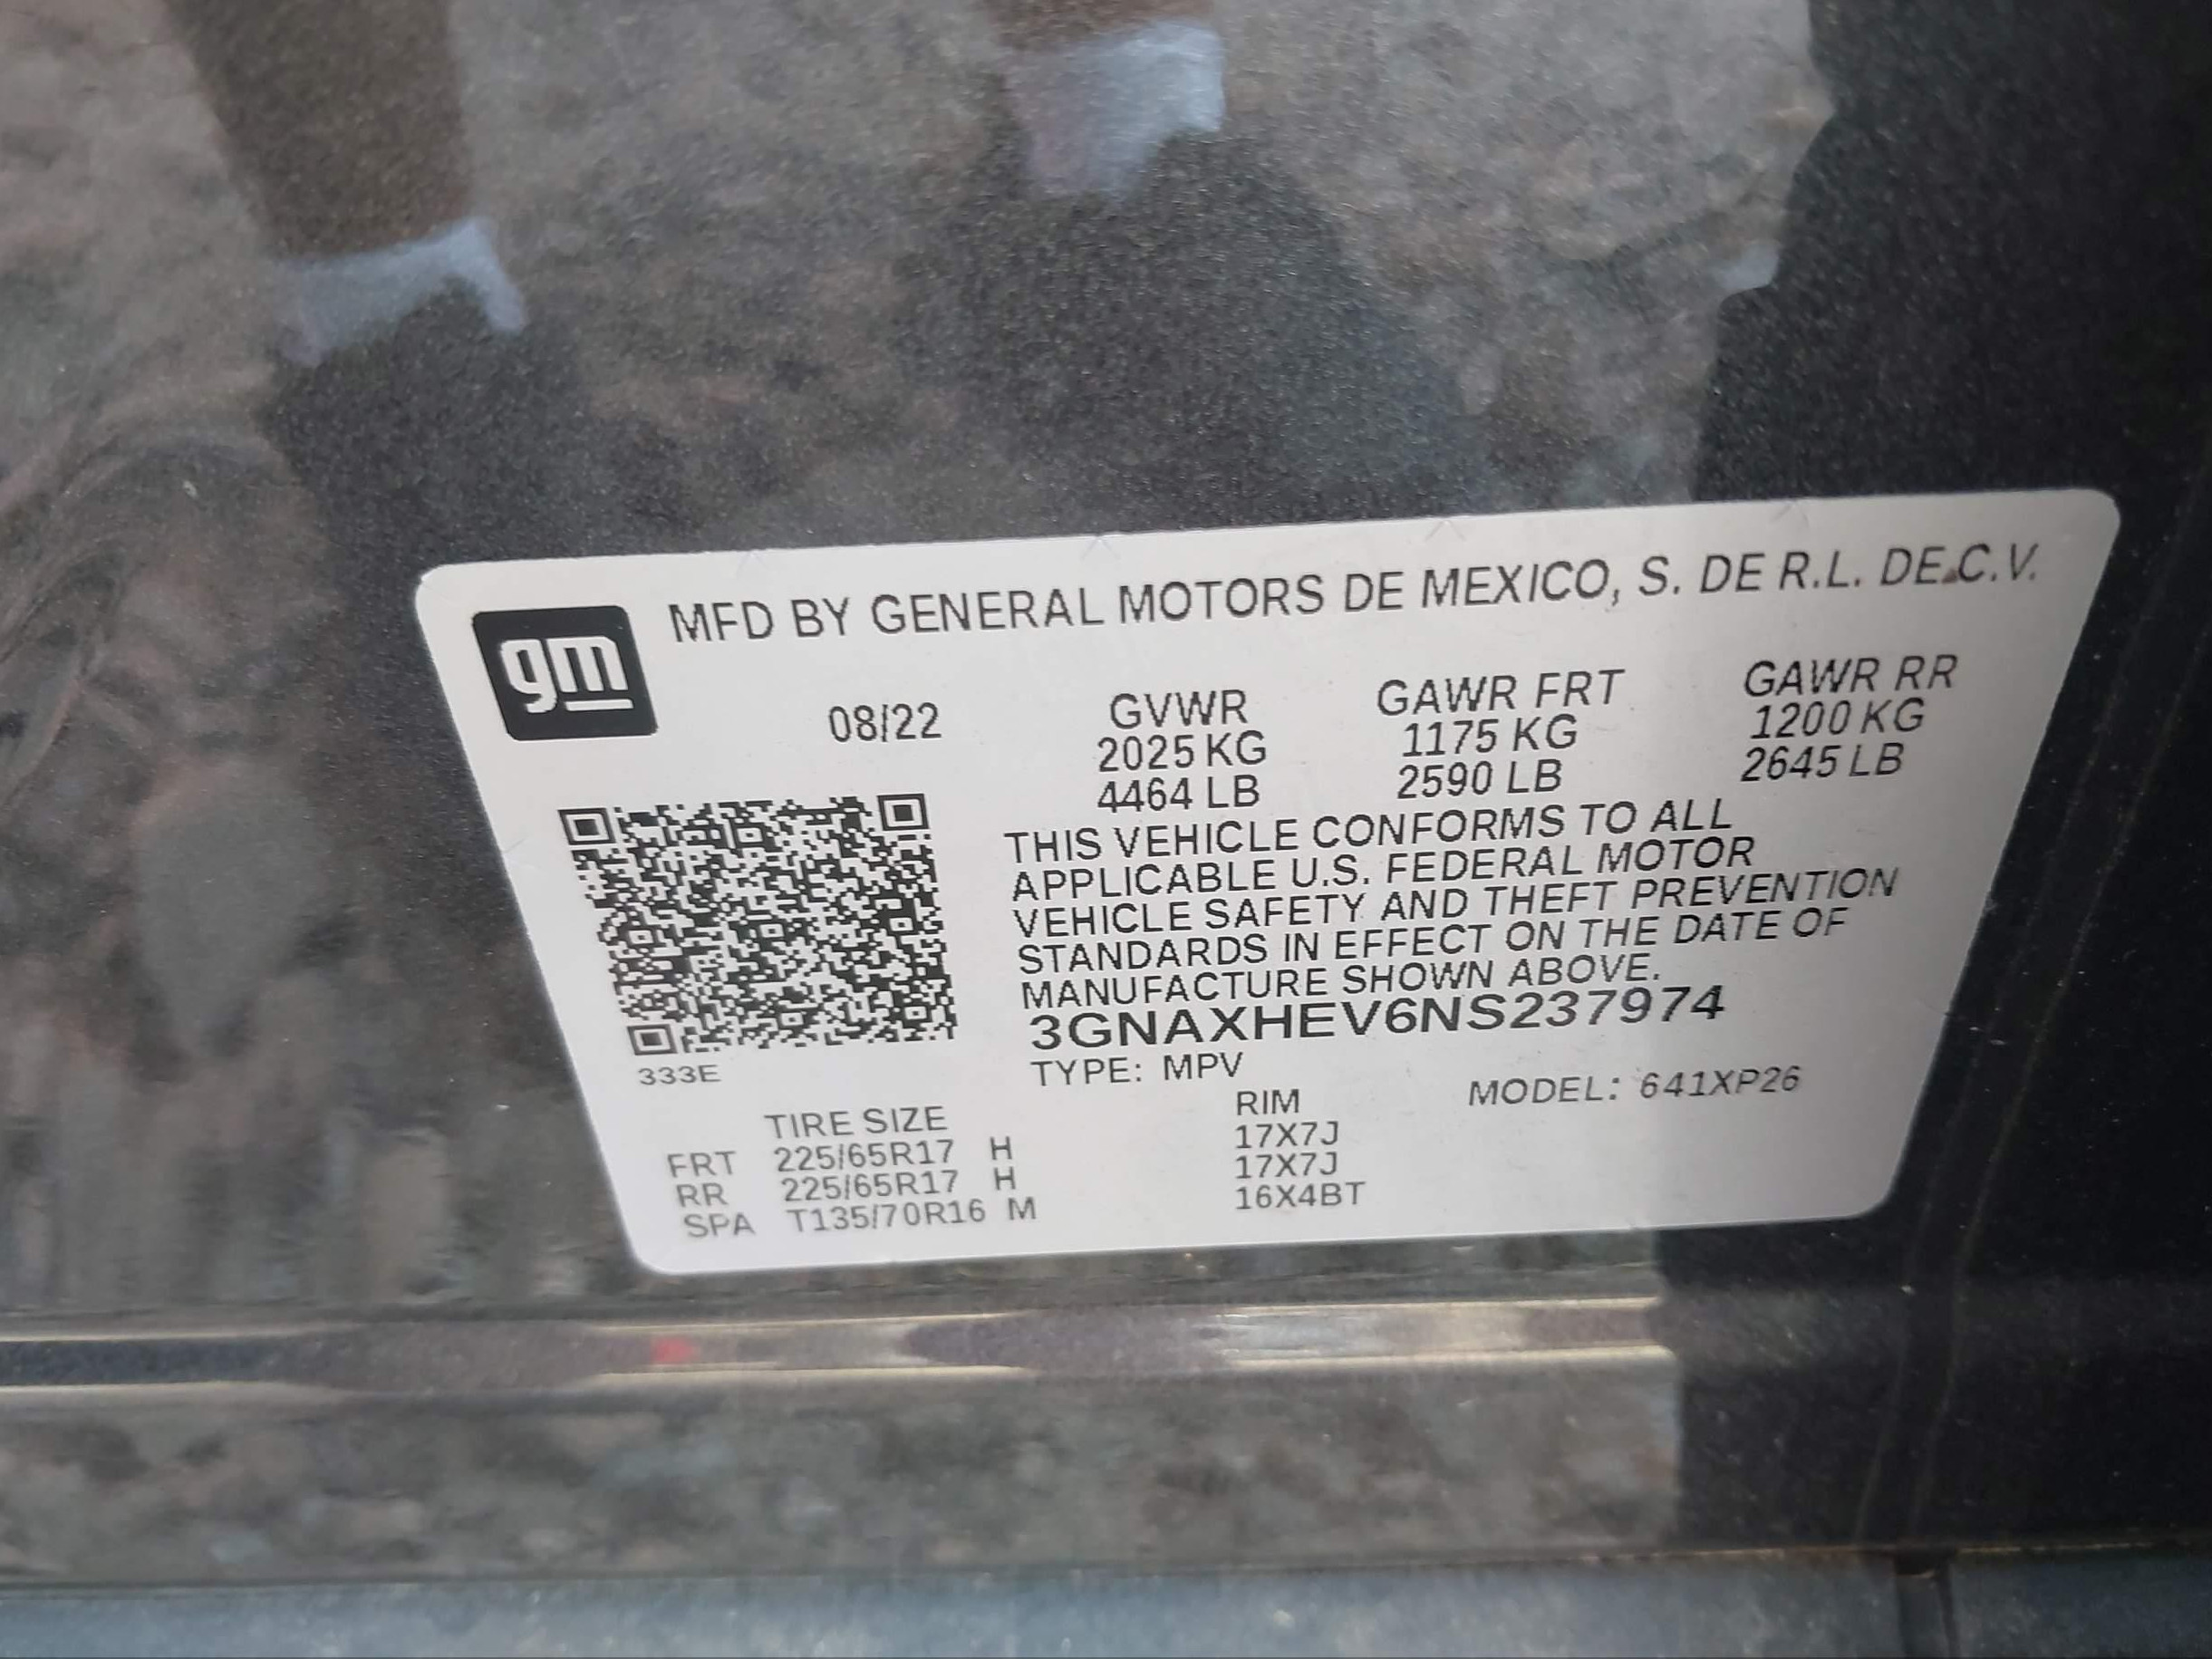 gm MFD BY GENERAL MOTORS DE MEXICO, S. DE R.L. DE C.V.
08/22 GVWR GAWR FRT GAWR RR
2025 KG 1175 KG 1200 KG
4464 LB 2590 LB 2645 LB
THIS VEHICLE CONFORMS TO ALL
APPLICABLE U.S. FEDERAL MOTOR
VEHICLE SAFETY AND THEFT PREVENTION
STANDARDS IN EFFECT ON THE DATE OF
MANUFACTURE SHOWN ABOVE.
3GNAXHEV6NS237974
333E TYPE: MPV MODEL: 641XP26
TIRE SIZE RIM
FRT 225/65R17 H 17X7J
RR 225/65R17 H 17X7J
SPA T135/70R16 M 16X4BT